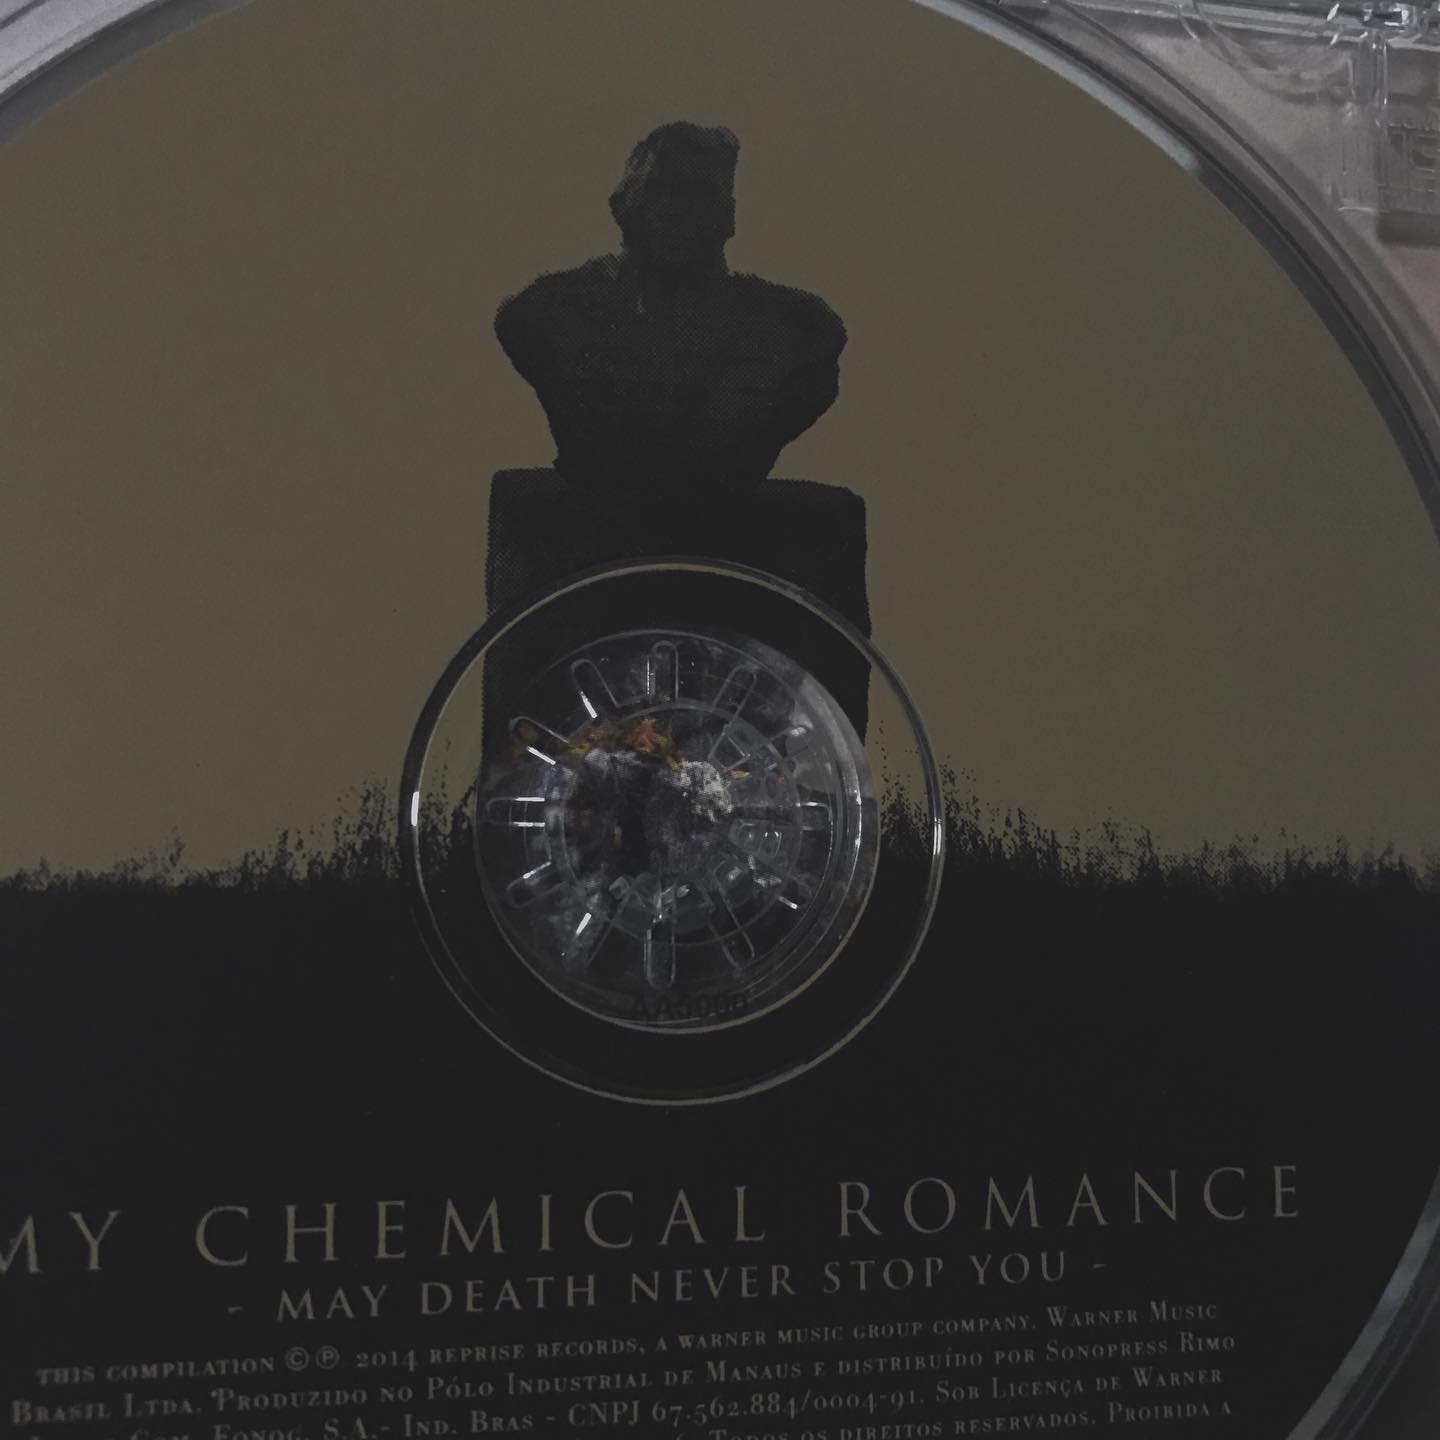 AA5000
MY CHEMICAL ROMANCE
- MAY DEATH NEVER STOP YOU -
THIS COMPILATION © ℗ 2014 REPRISE RECORDS, A WARNER MUSIC GROUP COMPANY. WARNER MUSIC
BRASIL LTDA. PRODUZIDO NO PÓLO INDUSTRIAL DE MANAUS E DISTRIBUÍDO POR SONOPRESS RIMO
FONOG. S.A.- IND. BRAS - CNPJ 67.562.884/0004-91. SOB LICENÇA DE WARNER
TODOS OS DIREITOS RESERVADOS. PROIBIDA A